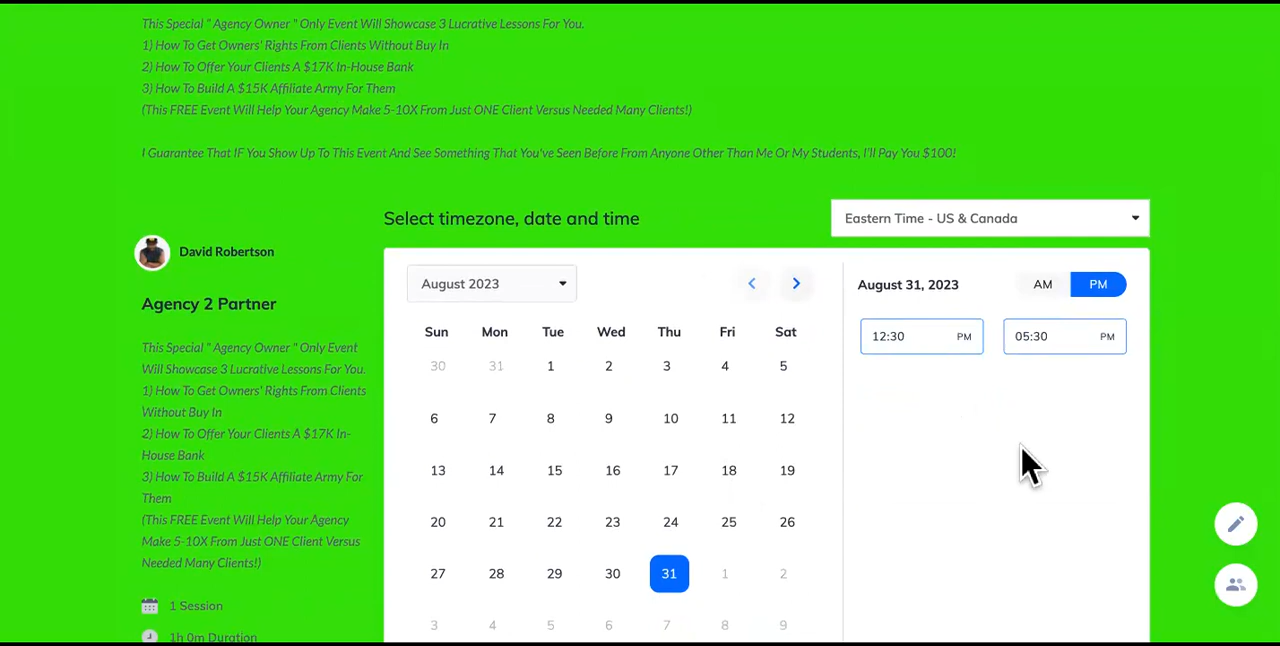 This Special " Agency Owner " Only Event Will Showcase 3 Lucrative Lessons For You.
1) How To Get Owners' Rights From Clients Without Buy In
2) How To Offer Your Clients A $17K In-House Bank
3) How To Build A $15K Affiliate Army For Them
(This FREE Event Will Help Your Agency Make 5-10X From Just ONE Client Versus Needed Many Clients!)
I Guarantee That IF You Show Up To This Event And See Something That You've Seen Before From Anyone Other Than Me Or My Students, I'll Pay You $100!
Select timezone, date and time
Eastern Time - US & Canada
David Robertson
Agency 2 Partner
This Special " Agency Owner " Only Event
Will Showcase 3 Lucrative Lessons For You.
1) How To Get Owners' Rights From Clients
Without Buy In
2) How To Offer Your Clients A $17K In-
House Bank
3) How To Build A $15K Affiliate Army For
Them
(This FREE Event Will Help Your Agency
Make 5-10X From Just ONE Client Versus
Needed Many Clients!)
1 Session
1h 0m Duration
August 2023
Sun Mon Tue Wed Thu Fri Sat
30 31 1 2 3 4 5
6 7 8 9 10 11 12
13 14 15 16 17 18 19
20 21 22 23 24 25 26
27 28 29 30 31 1 2
3 4 5 6 7 8 9
August 31, 2023
AM PM
12:30 PM 05:30 PM